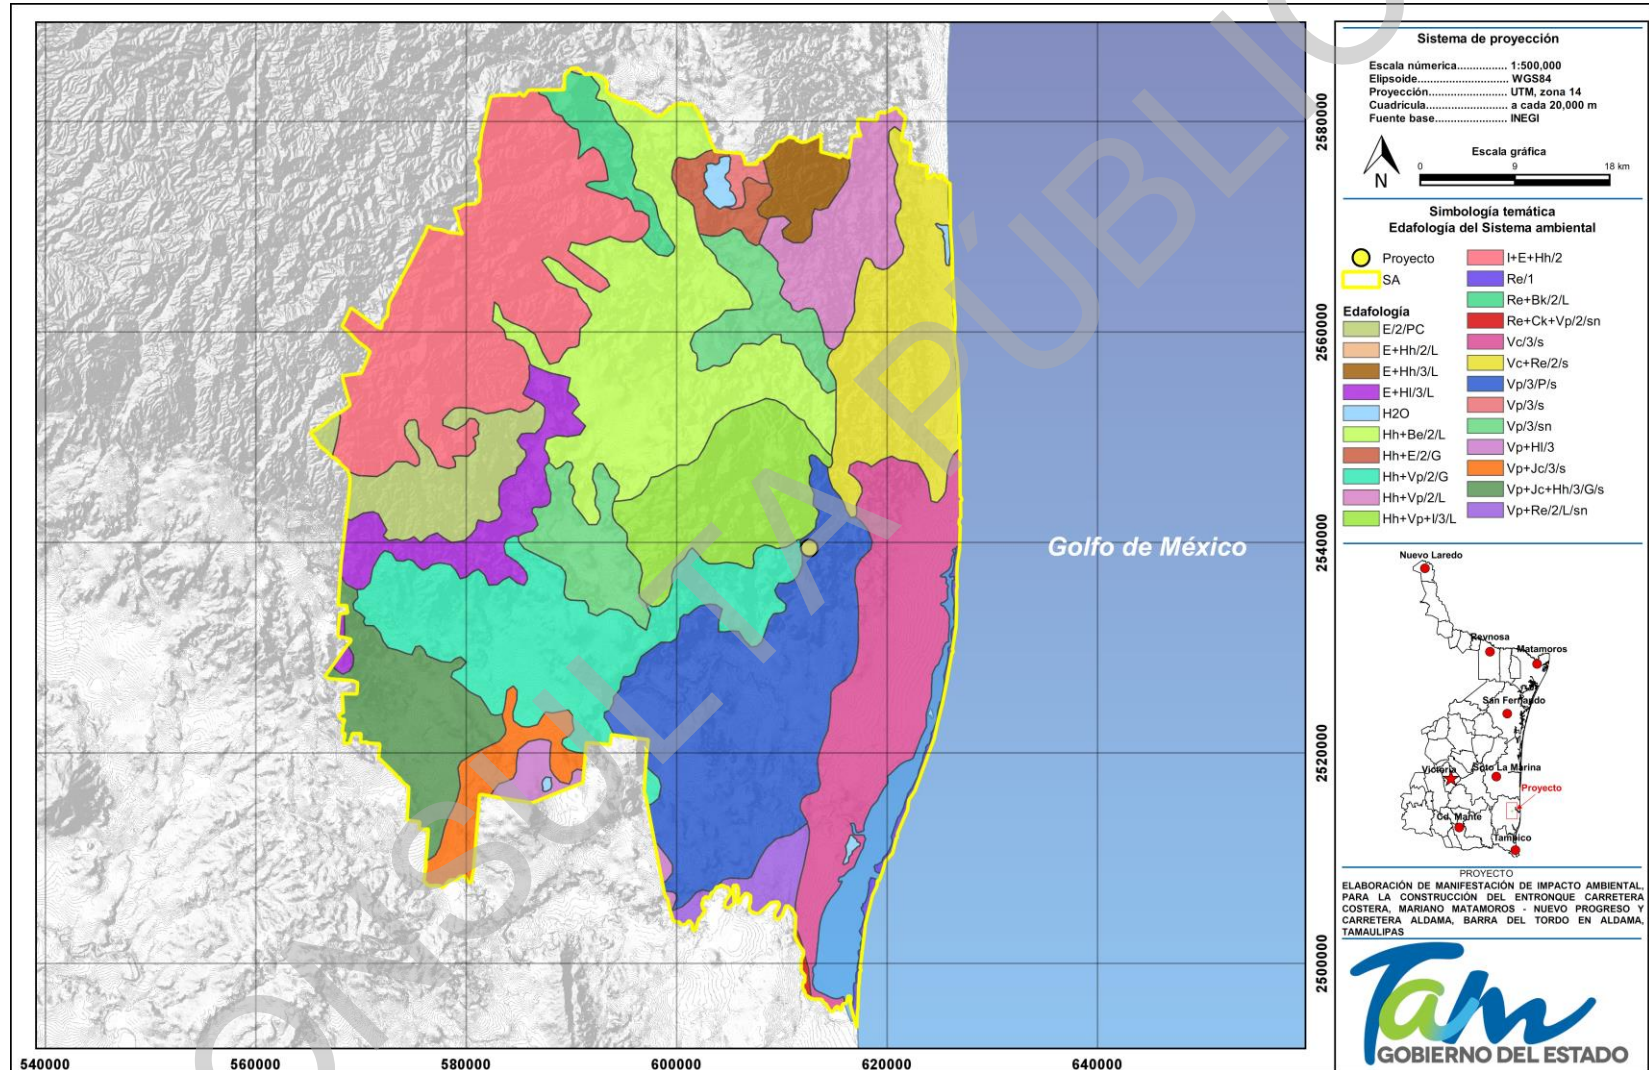 CONSULTA PÚBLICA
Golfo de México
2580000
2560000
2540000
2520000
2500000
540000
560000
580000
600000
620000
640000
Sistema de proyección
Escala númerica................ 1:500,000
Elipsoide............................ WGS84
Proyección........................ UTM, zona 14
Cuadrícula......................... a cada 20,000 m
Fuente base...................... INEGI
N
Escala gráfica
0 9 18 km
Simbología temática
Edafología del Sistema ambiental
Proyecto
SA
Edafología
E/2/PC
E+Hh/2/L
E+Hh/3/L
E+Hl/3/L
H2O
Hh+Be/2/L
Hh+E/2/G
Hh+Vp/2/G
Hh+Vp/2/L
Hh+Vp+I/3/L
I+E+Hh/2
Re/1
Re+Bk/2/L
Re+Ck+Vp/2/sn
Vc/3/s
Vc+Re/2/s
Vp/3/P/s
Vp/3/s
Vp/3/sn
Vp+Hl/3
Vp+Jc/3/s
Vp+Jc+Hh/3/G/s
Vp+Re/2/L/sn
Nuevo Laredo
Reynosa
Matamoros
San Fernando
Victoria
Soto La Marina
Proyecto
Cd. Mante
Tampico
PROYECTO
ELABORACIÓN DE MANIFESTACIÓN DE IMPACTO AMBIENTAL,
PARA LA CONSTRUCCIÓN DEL ENTRONQUE CARRETERA
COSTERA, MARIANO MATAMOROS - NUEVO PROGRESO Y
CARRETERA ALDAMA, BARRA DEL TORDO EN ALDAMA,
TAMAULIPAS
Tam
GOBIERNO DEL ESTADO